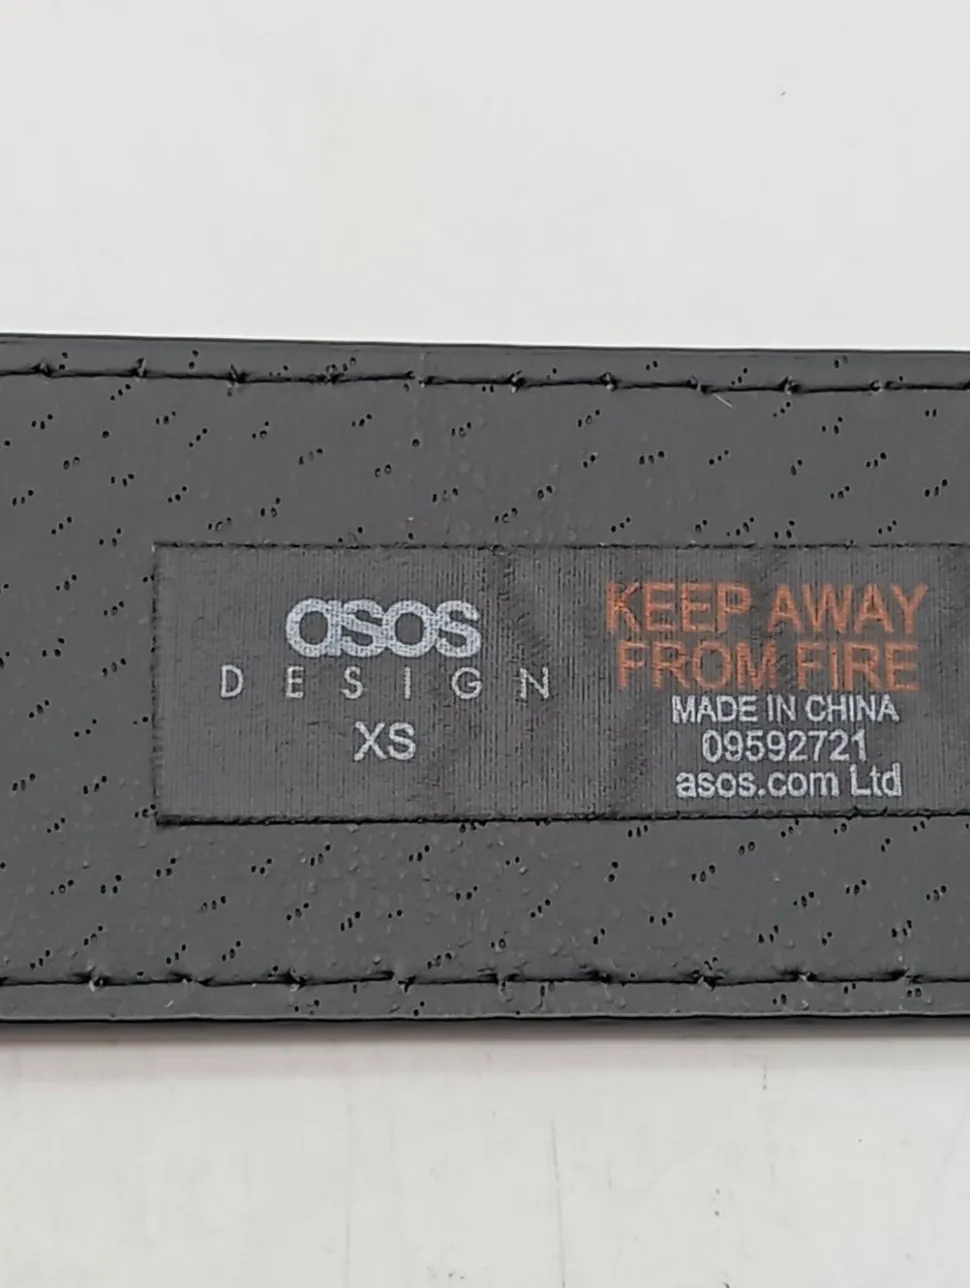 asos
DESIGN
XS
KEEP AWAY
FROM FIRE
MADE IN CHINA
09592721
asos.com Ltd